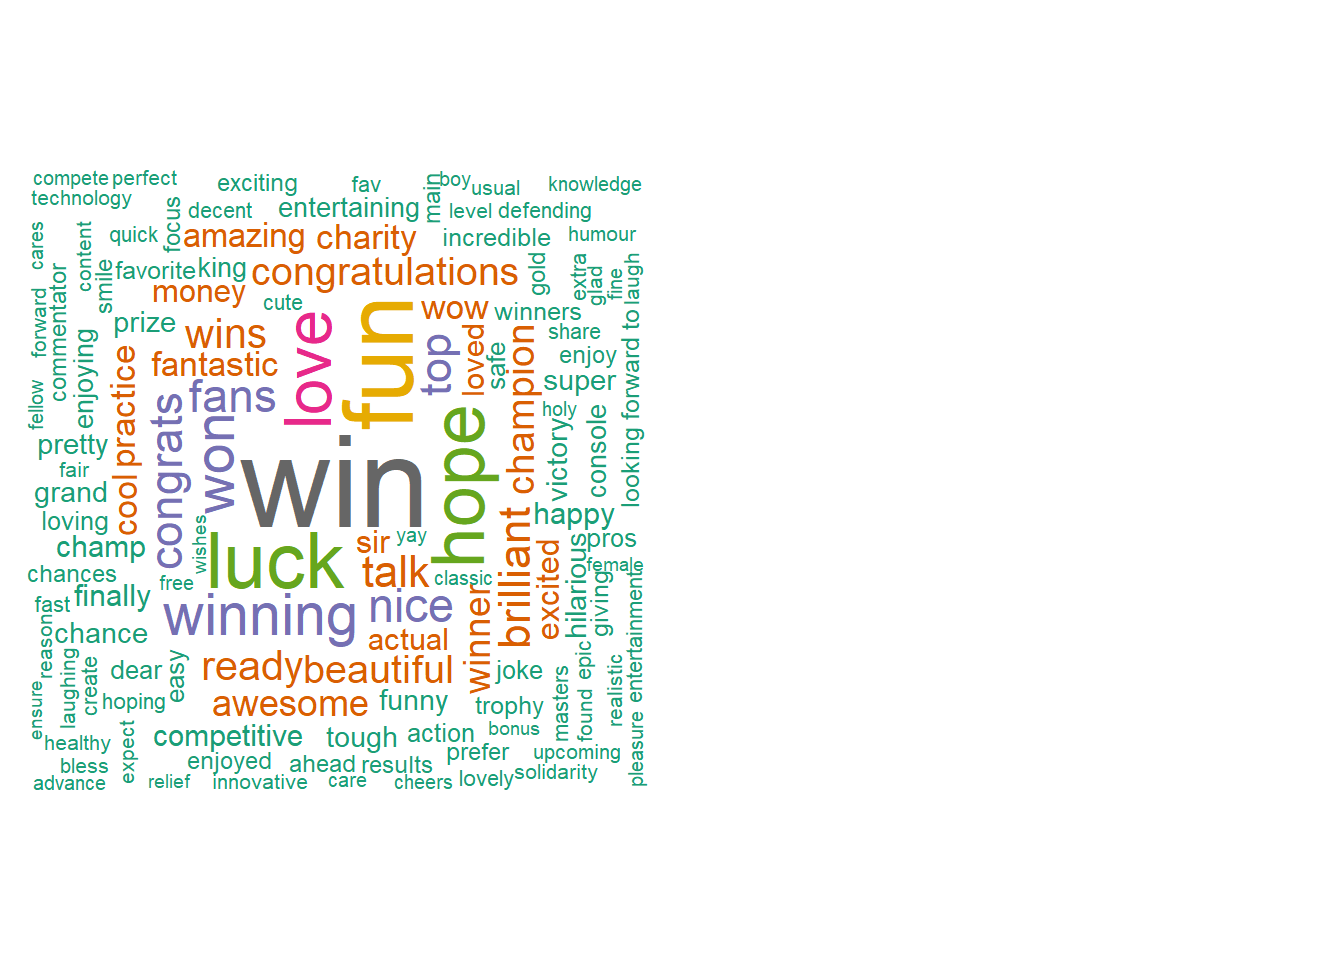 compete
perfect
technology
exciting
fav
boy
usual
knowledge
decent
entertaining
main
level
defending
cares
content
quick
focus
amazing
charity
incredible
humour
favorite
king
congratulations
gold
extra
glad
fine
laugh
forward
commentator
smile
money
cute
wow
winners
prize
wins
love
fun
top
loved
safe
champion
share
enjoy
fellow
enjoying
practice
fantastic
fans
super
looking forward to
congrats
won
win
hope
holy
victory
console
pretty
fair
grand
cool
loving
happy
champ
wishes
luck
sir
yay
brilliant
excited
hilarious
pros
chances
free
talk
classic
female
fast
finally
winning
nice
winner
giving
entertainment
reason
chance
actual
ensure
laughing
create
dear
easy
ready
beautiful
joke
epic
realistic
hoping
awesome
funny
trophy
masters
found
pleasure
healthy
expect
competitive
tough
action
bonus
bless
enjoyed
ahead
results
prefer
upcoming
advance
relief
innovative
care
cheers
lovely
solidarity